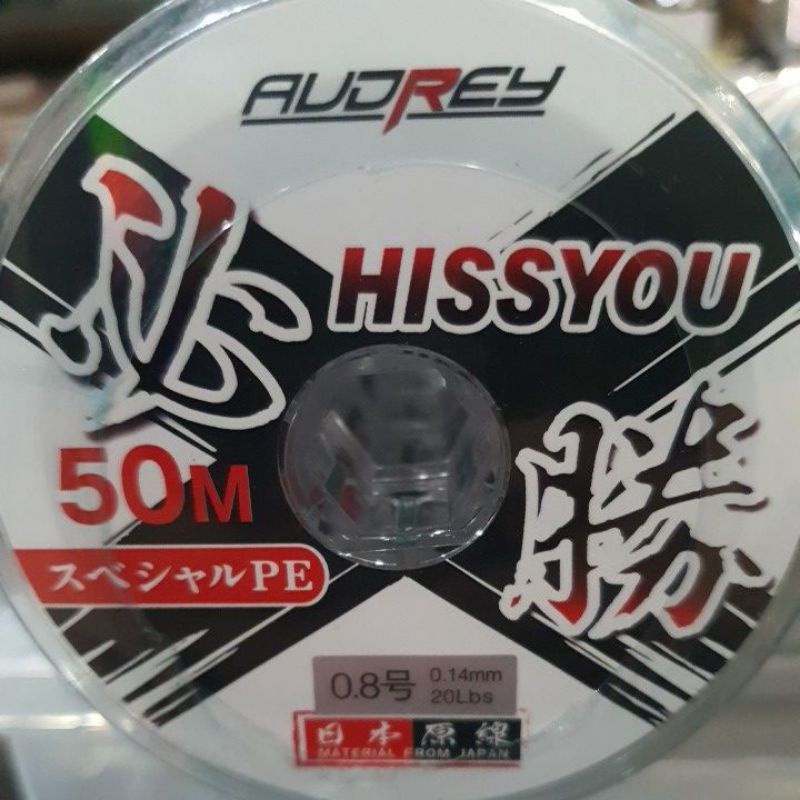 AUDREY
必
HISSYOU
50M
勝
スペシャルPE
0.8号
0.14mm
20Lbs
日本原線
MATERIAL FROM JAPAN